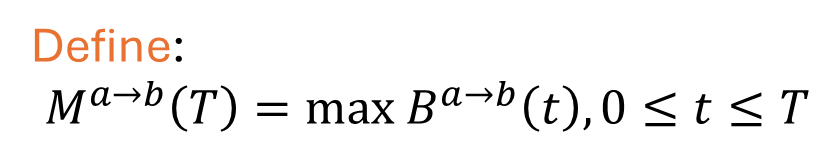 Define:
M^{a→b}(T) = max B^{a→b}(t), 0 ≤ t ≤ T